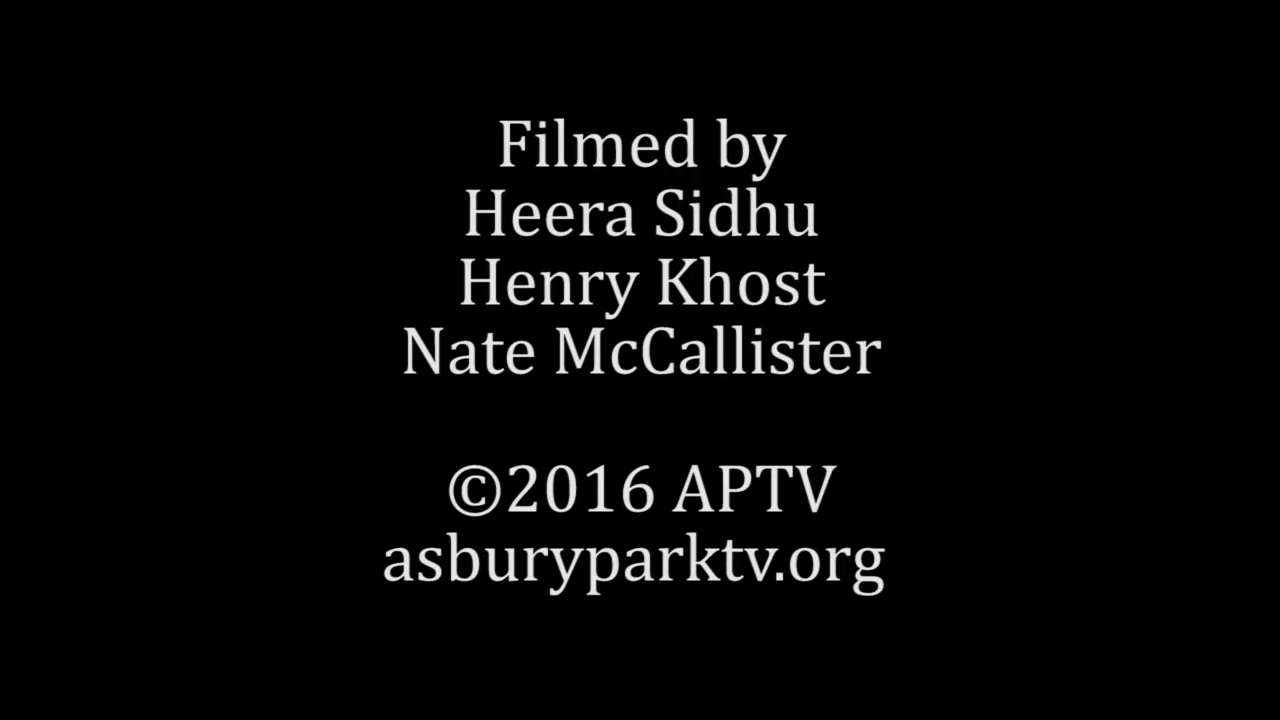 Filmed by
Heera Sidhu
Henry Khost
Nate McCallister
©2016 APTV
asburyparktv.org